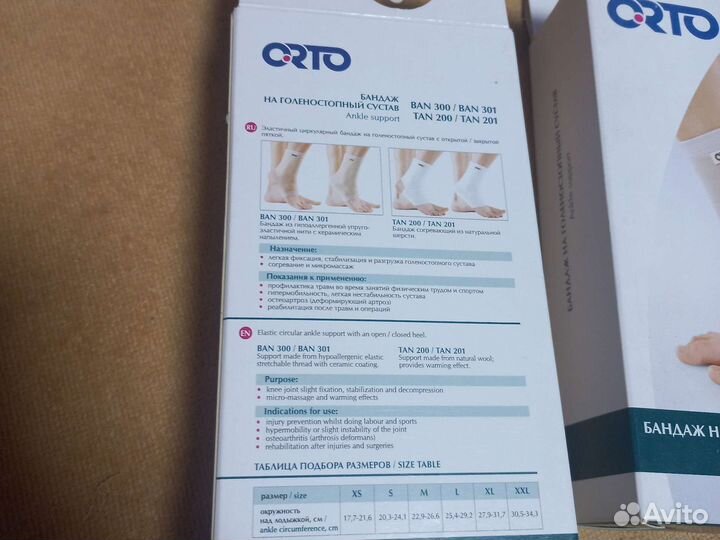 ORTO
БАНДАЖ
НА ГОЛЕНОСТОПНЫЙ СУСТАВ
Ankle support
BAN 300 / BAN 301
TAN 200 / TAN 201
RU Эластичный циркулярный бандаж на голеностопный сустав с открытой / закрытой
пяткой.
BAN 300 / BAN 301
Бандаж из гипоаллергенной упруго-
эластичной нити с керамическим
напылением.
TAN 200 / TAN 201
Бандаж согревающий из натуральной
шерсти.
Назначение:
• легкая фиксация, стабилизация и разгрузка голеностопного сустава
• согревание и микромассаж
Показания к применению:
• профилактика травм во время занятий физическим трудом и спортом
• гипермобильность, легкая нестабильность сустава
• остеоартроз (деформирующий артроз)
• реабилитация после травм и операций
EN Elastic circular ankle support with an open / closed heel.
BAN 300 / BAN 301
Support made from hypoallergenic elastic
stretchable thread with ceramic coating.
TAN 200 / TAN 201
Support made from natural wool;
provides warming effect.
Purpose:
• knee joint slight fixation, stabilization and decompression
• micro-massage and warming effects
Indications for use:
• injury prevention whilst doing labour and sports
• hypermobility or slight instability of the joint
• osteoarthritis (arthrosis deformans)
• rehabilitation after injuries and surgeries
ТАБЛИЦА ПОДБОРА РАЗМЕРОВ / SIZE TABLE
размер / size XS S M L XL XXL
окружность
над лодыжкой, см /
ankle circumference, cm
17,7-21,6 20,3-24,1 22,9-26,6 25,4-29,2 27,9-31,7 30,5-34,3
ORTO
БАНДАЖ НА ГОЛЕНОСТОПНЫЙ СУСТАВ
Ankle support
БАНДАЖ Н
Avito